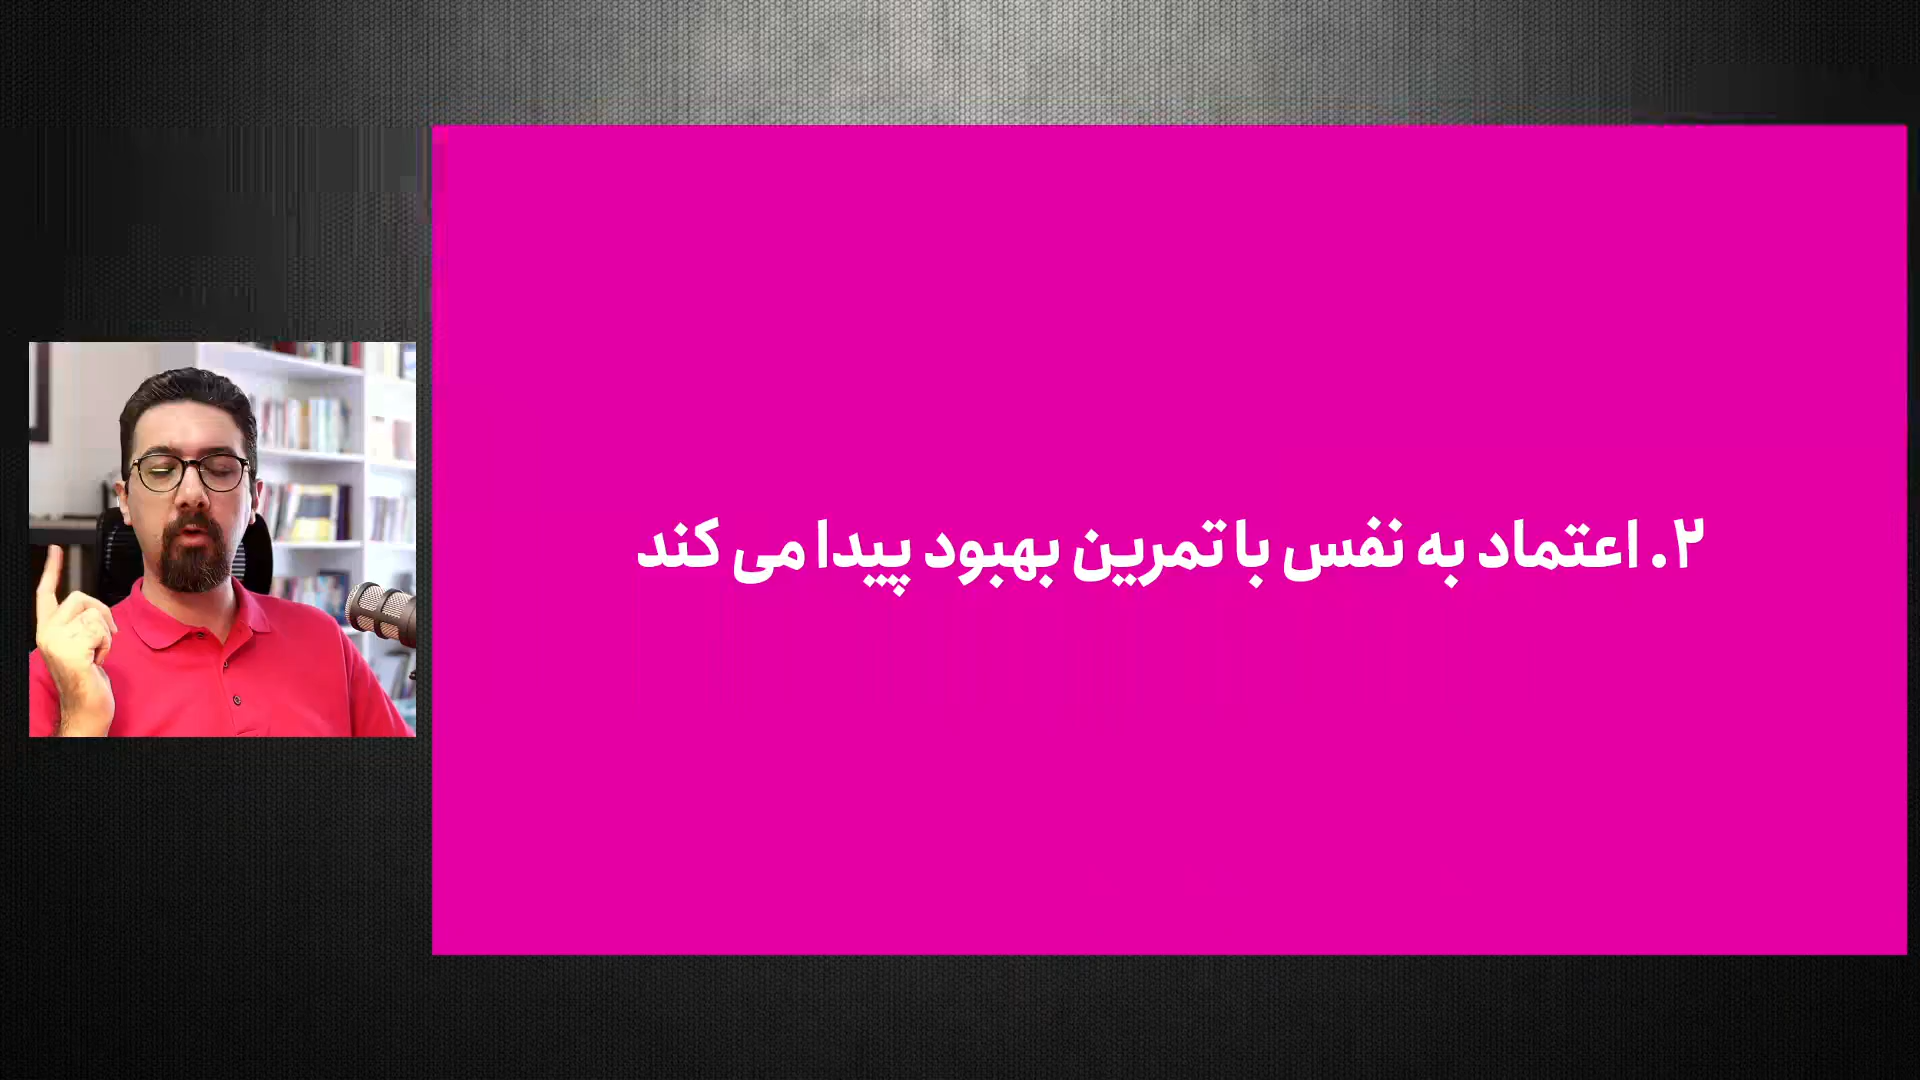 ۲. اعتماد به نفس با تمرین بهبود پیدا می کند